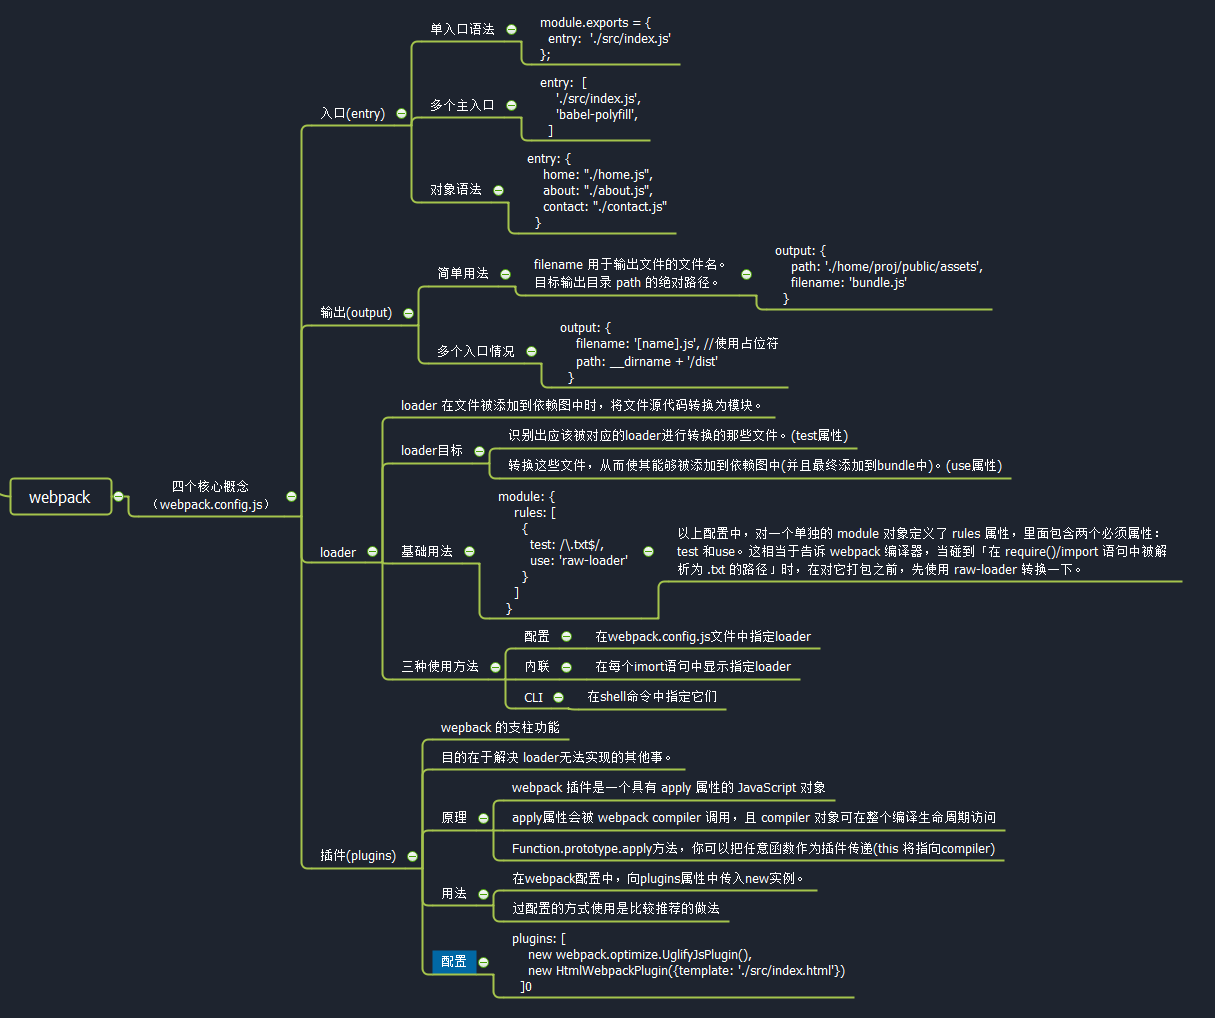 webpack
四个核心概念
（webpack.config.js）
入口(entry)
单入口语法
module.exports = {
entry: './src/index.js'
};
多个主入口
entry: [
'./src/index.js',
'babel-polyfill',
]
对象语法
entry: {
home: "./home.js",
about: "./about.js",
contact: "./contact.js"
}
输出(output)
简单用法
filename 用于输出文件的文件名。
目标输出目录 path 的绝对路径。
output: {
path: './home/proj/public/assets',
filename: 'bundle.js'
}
多个入口情况
output: {
filename: '[name].js', //使用占位符
path: __dirname + '/dist'
}
loader
loader 在文件被添加到依赖图中时，将文件源代码转换为模块。
loader目标
识别出应该被对应的loader进行转换的那些文件。(test属性)
转换这些文件，从而使其能够被添加到依赖图中(并且最终添加到bundle中)。(use属性)
基础用法
module: {
rules: [
{
test: /\.txt$/,
use: 'raw-loader'
}
]
}
以上配置中，对一个单独的 module 对象定义了 rules 属性，里面包含两个必须属性：
test 和use。这相当于告诉 webpack 编译器，当碰到「在 require()/import 语句中被解
析为 .txt 的路径」时，在对它打包之前，先使用 raw-loader 转换一下。
三种使用方法
配置
在webpack.config.js文件中指定loader
内联
在每个imort语句中显示指定loader
CLI
在shell命令中指定它们
插件(plugins)
wepback 的支柱功能
目的在于解决 loader无法实现的其他事。
原理
webpack 插件是一个具有 apply 属性的 JavaScript 对象
apply属性会被 webpack compiler 调用，且 compiler 对象可在整个编译生命周期访问
Function.prototype.apply方法，你可以把任意函数作为插件传递(this 将指向compiler)
用法
在webpack配置中，向plugins属性中传入new实例。
过配置的方式使用是比较推荐的做法
配置
plugins: [
new webpack.optimize.UglifyJsPlugin(),
new HtmlWebpackPlugin({template: './src/index.html'})
]0